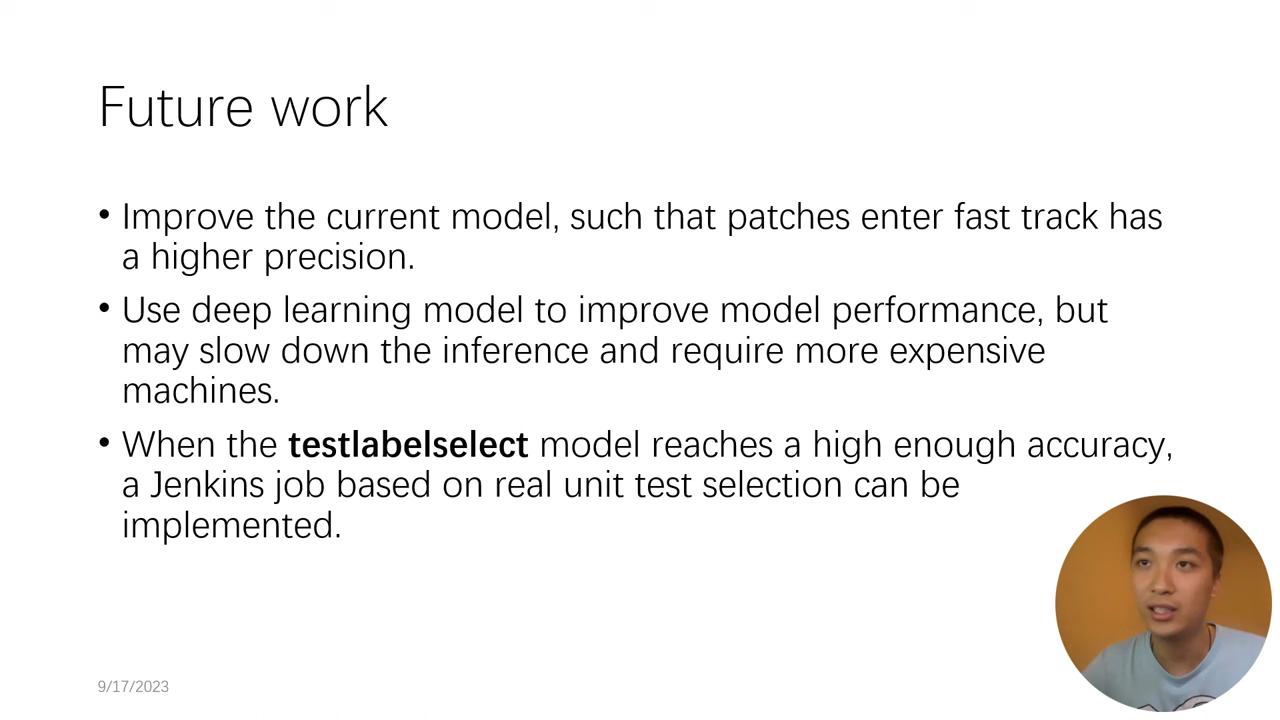 Future work
• Improve the current model, such that patches enter fast track has
a higher precision.
• Use deep learning model to improve model performance, but
may slow down the inference and require more expensive
machines.
• When the testlabelselect model reaches a high enough accuracy,
a Jenkins job based on real unit test selection can be
implemented.
9/17/2023